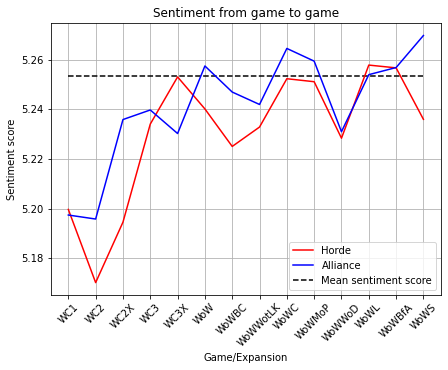 Sentiment from game to game
Sentiment score
5.26
5.24
5.22
5.20
5.18
Horde
Alliance
Mean sentiment score
WC1
WC2
WC2X
WC3
WC3X
WoW
WoWBC
WoWWotLK
WoWC
WoWMoP
WoWWoD
WoWL
WoWBfA
WoWS
Game/Expansion